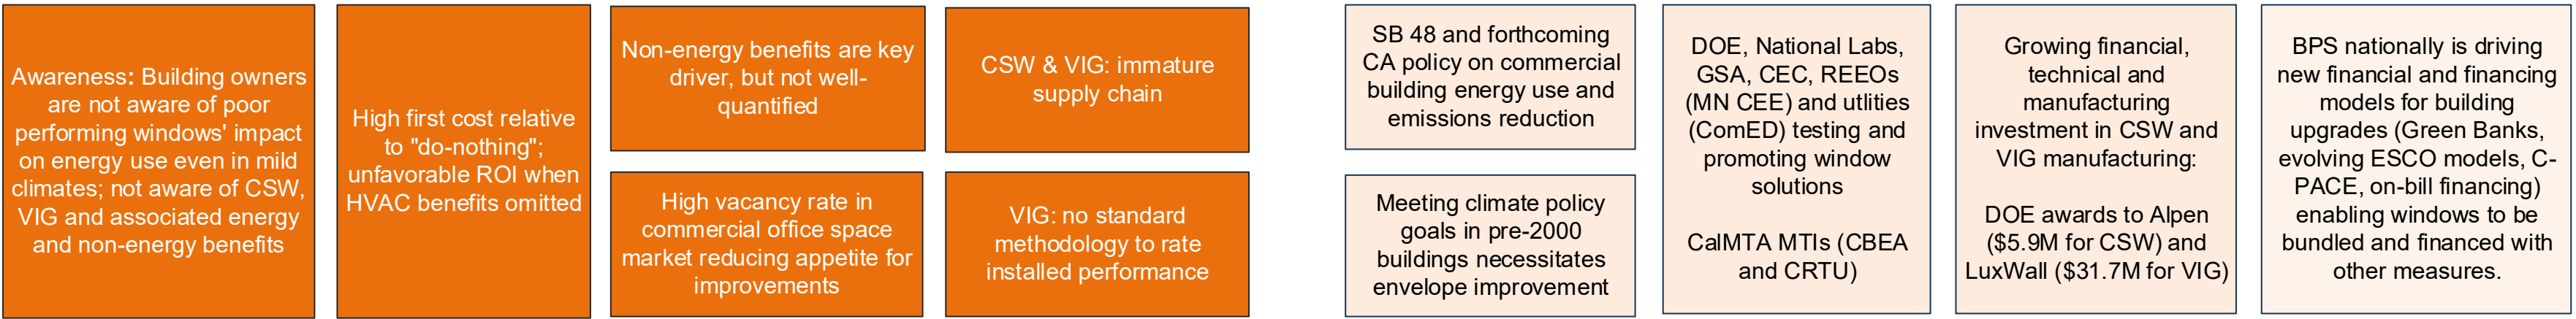 Awareness: Building owners
are not aware of poor
performing windows' impact
on energy use even in mild
climates; not aware of CSW,
VIG and associated energy
and non-energy benefits
High first cost relative
to "do-nothing";
unfavorable ROI when
HVAC benefits omitted
Non-energy benefits are key
driver, but not well-
quantified
High vacancy rate in
commercial office space
market reducing appetite for
improvements
CSW & VIG: immature
supply chain
VIG: no standard
methodology to rate
installed performance
SB 48 and forthcoming
CA policy on commercial
building energy use and
emissions reduction
Meeting climate policy
goals in pre-2000
buildings necessitates
envelope improvement
DOE, National Labs,
GSA, CEC, REEOs
(MN CEE) and utlities
(ComED) testing and
promoting window
solutions
CalMTA MTIs (CBEA
and CRTU)
Growing financial,
technical and
manufacturing
investment in CSW and
VIG manufacturing:
DOE awards to Alpen
($5.9M for CSW) and
LuxWall ($31.7M for VIG)
BPS nationally is driving
new financial and financing
models for building
upgrades (Green Banks,
evolving ESCO models, C-
PACE, on-bill financing)
enabling windows to be
bundled and financed with
other measures.